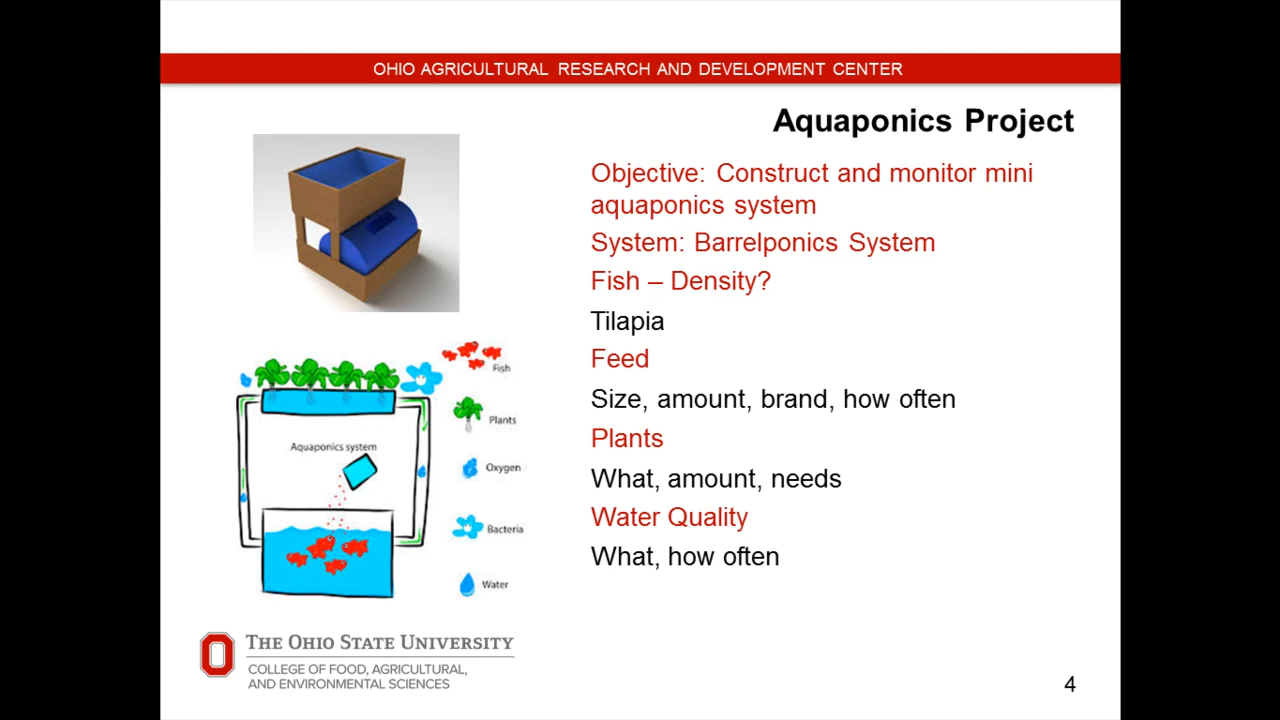 OHIO AGRICULTURAL RESEARCH AND DEVELOPMENT CENTER
Aquaponics Project
Objective: Construct and monitor mini
aquaponics system
System: Barrelponics System
Fish – Density?
Tilapia
Feed
Size, amount, brand, how often
Plants
What, amount, needs
Water Quality
What, how often
Fish
Plants
Aquaponics system
Oxygen
Bacteria
Water
THE OHIO STATE UNIVERSITY
COLLEGE OF FOOD, AGRICULTURAL,
AND ENVIRONMENTAL SCIENCES
4